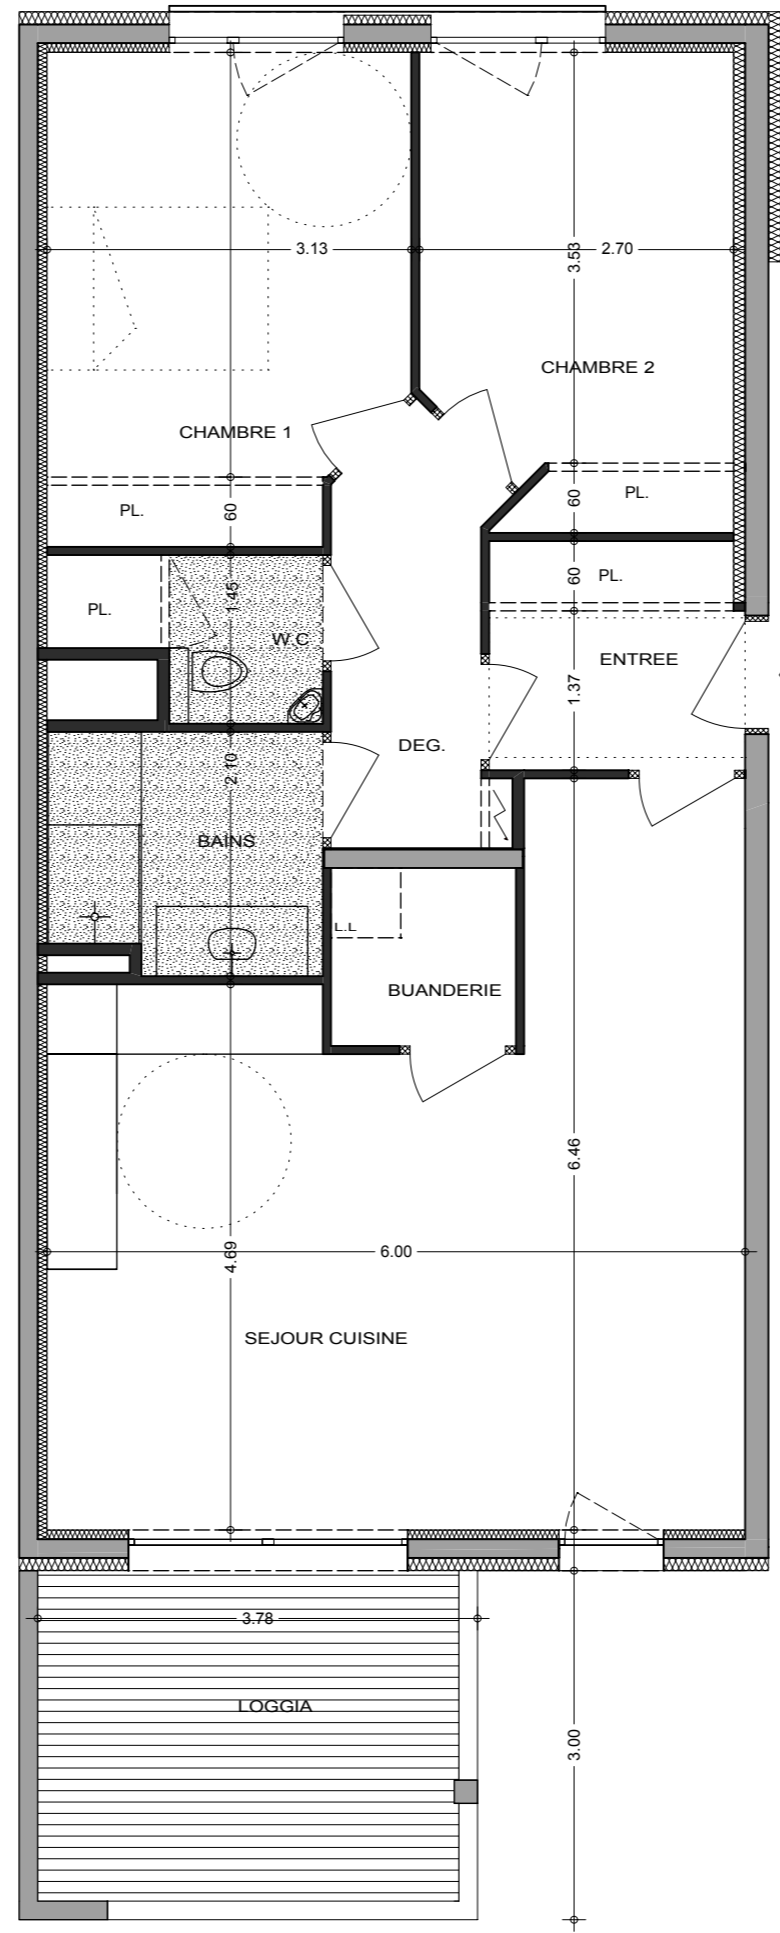 3.13
3.53
2.70
CHAMBRE 2
CHAMBRE 1
PL.
60
PL.
60
PL.
60
PL.
1.45
W.C
ENTREE
1.37
DEG.
2.10
BAINS
L.L
BUANDERIE
6.46
4.69
6.00
SEJOUR CUISINE
3.78
LOGGIA
3.00